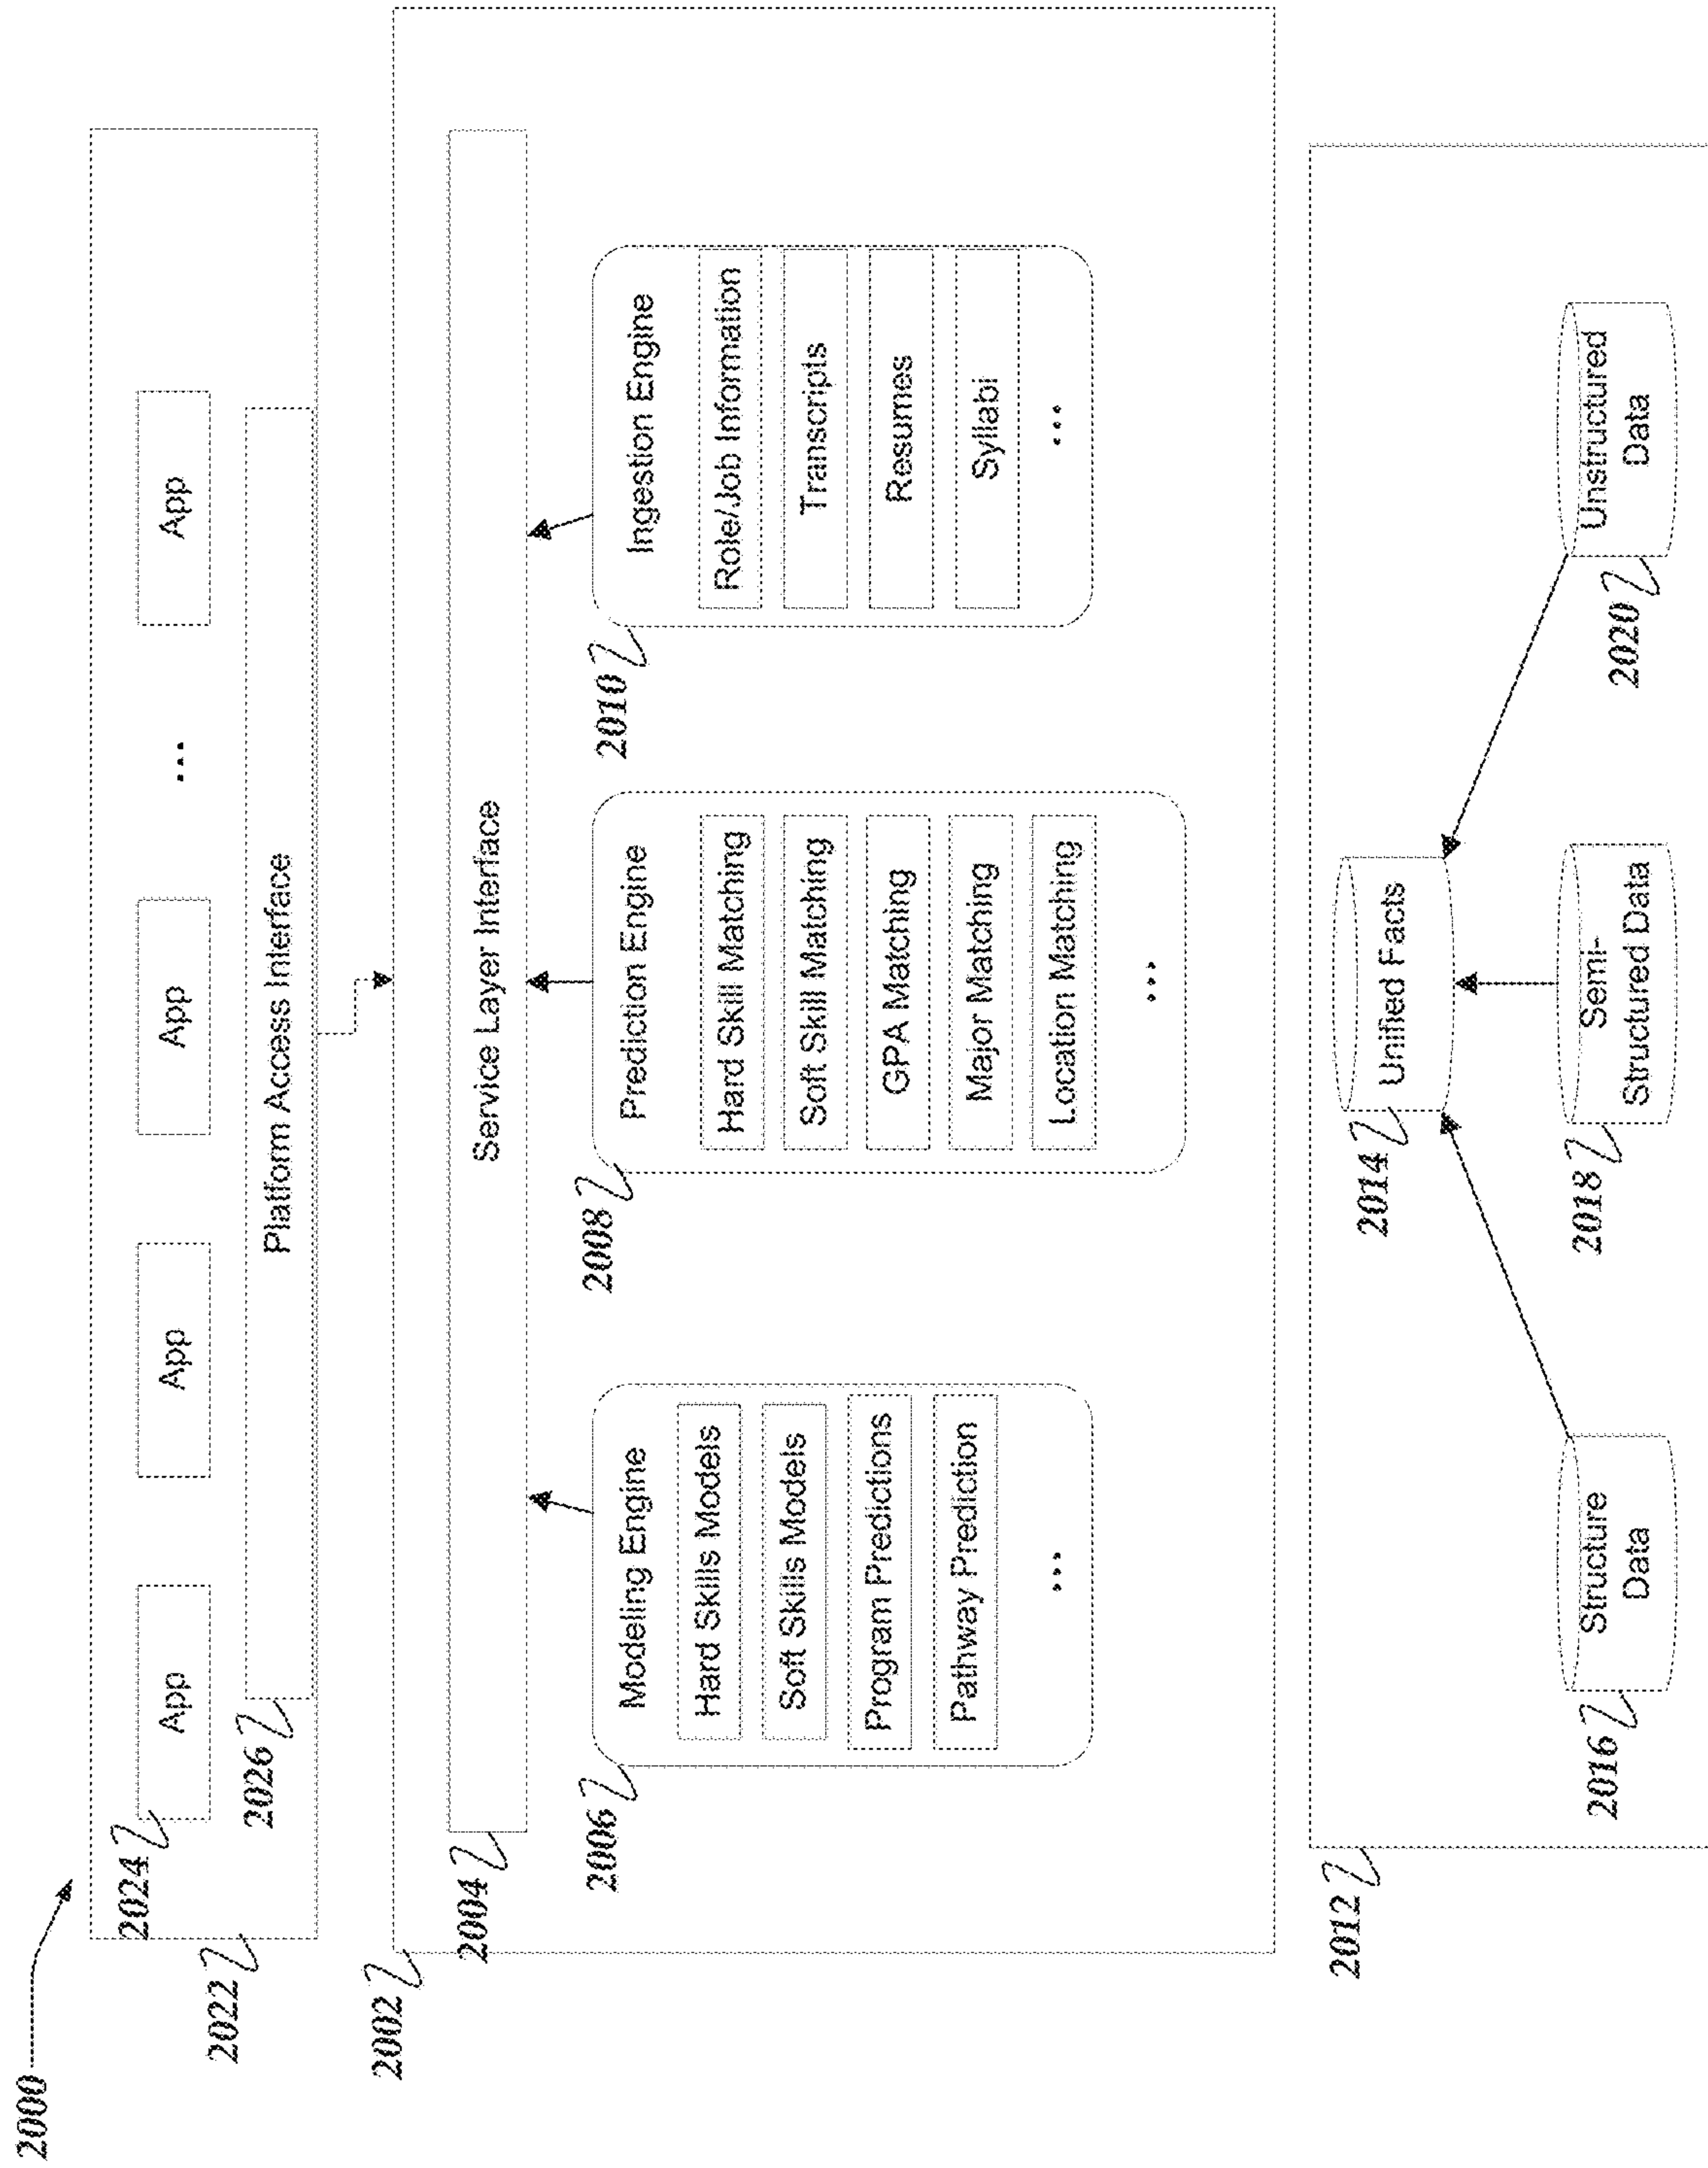 2000
2022
2024
App
App
App
...
App
2026
Platform Access Interface
2002
2004
Service Layer Interface
2006
Modeling Engine
Hard Skills Models
Soft Skills Models
Program Predictions
Pathway Prediction
...
2008
Prediction Engine
Hard Skill Matching
Soft Skill Matching
GPA Matching
Major Matching
Location Matching
...
2010
Ingestion Engine
Role/Job Information
Transcripts
Resumes
Syllabi
...
2012
2014
Unified Facts
2016
Structure
Data
2018
Semi-
Structured Data
2020
Unstructured
Data